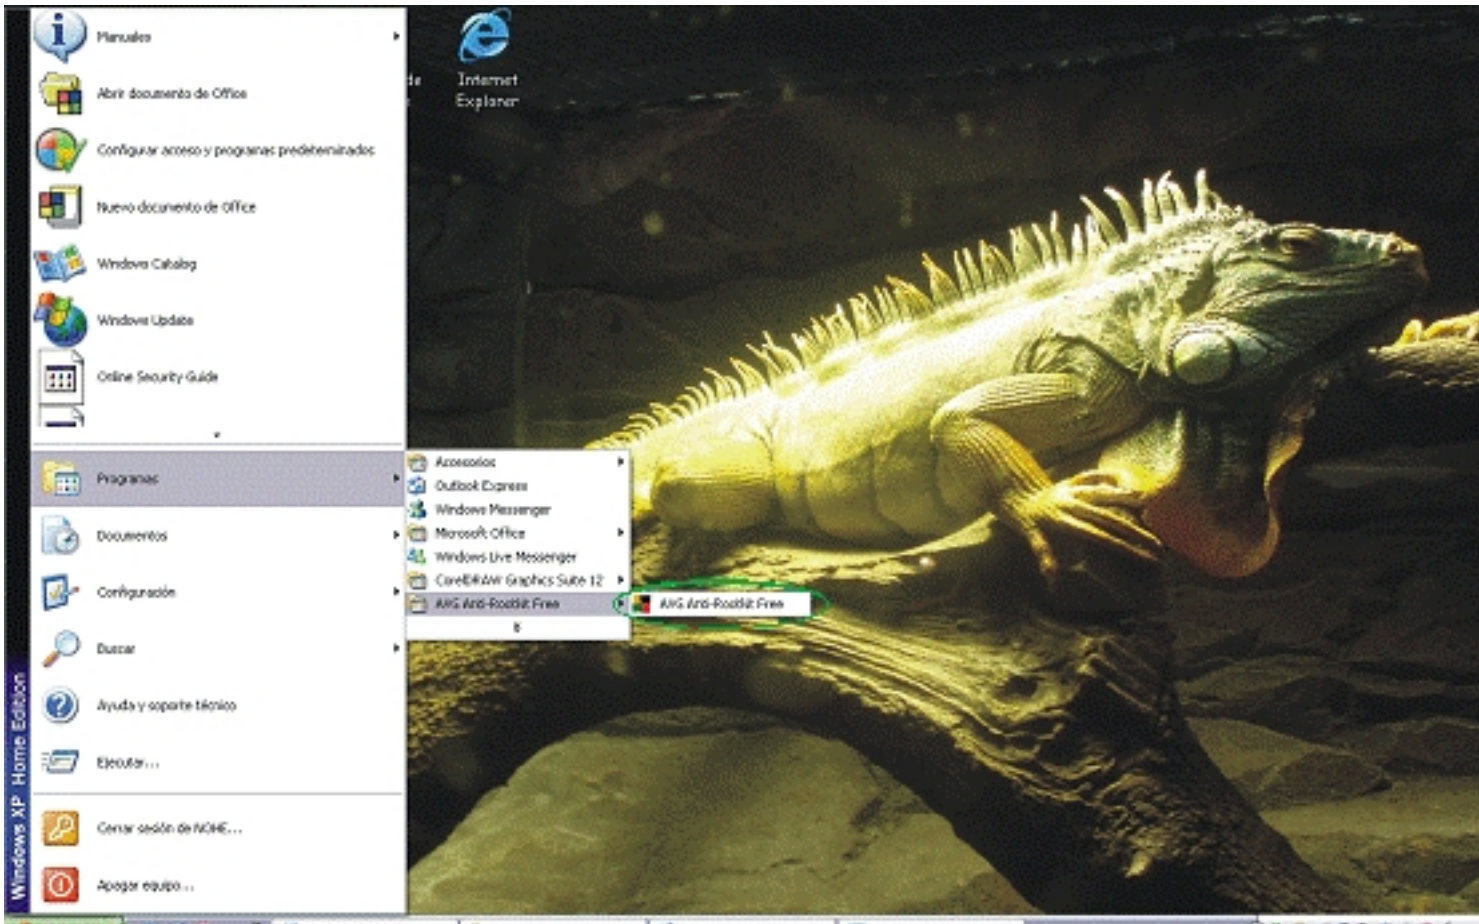 Manuales
Abrir documento de Office
Configurar acceso y programas predeterminados
Nuevo documento de Office
Windows Catalog
Windows Update
Online Security Guide
Programas
Documentos
Configuración
Buscar
Ayuda y soporte técnico
Ejecutar...
Cerrar sesión de NOHE...
Apagar equipo...
Windows XP Home Edition
de
Internet
Explorer
Accesorios
Outlook Express
Windows Messenger
Microsoft Office
Windows Live Messenger
CorelDRAW Graphics Suite 12
AVG Anti-Rootkit Free
AVG Anti-Rootkit Free